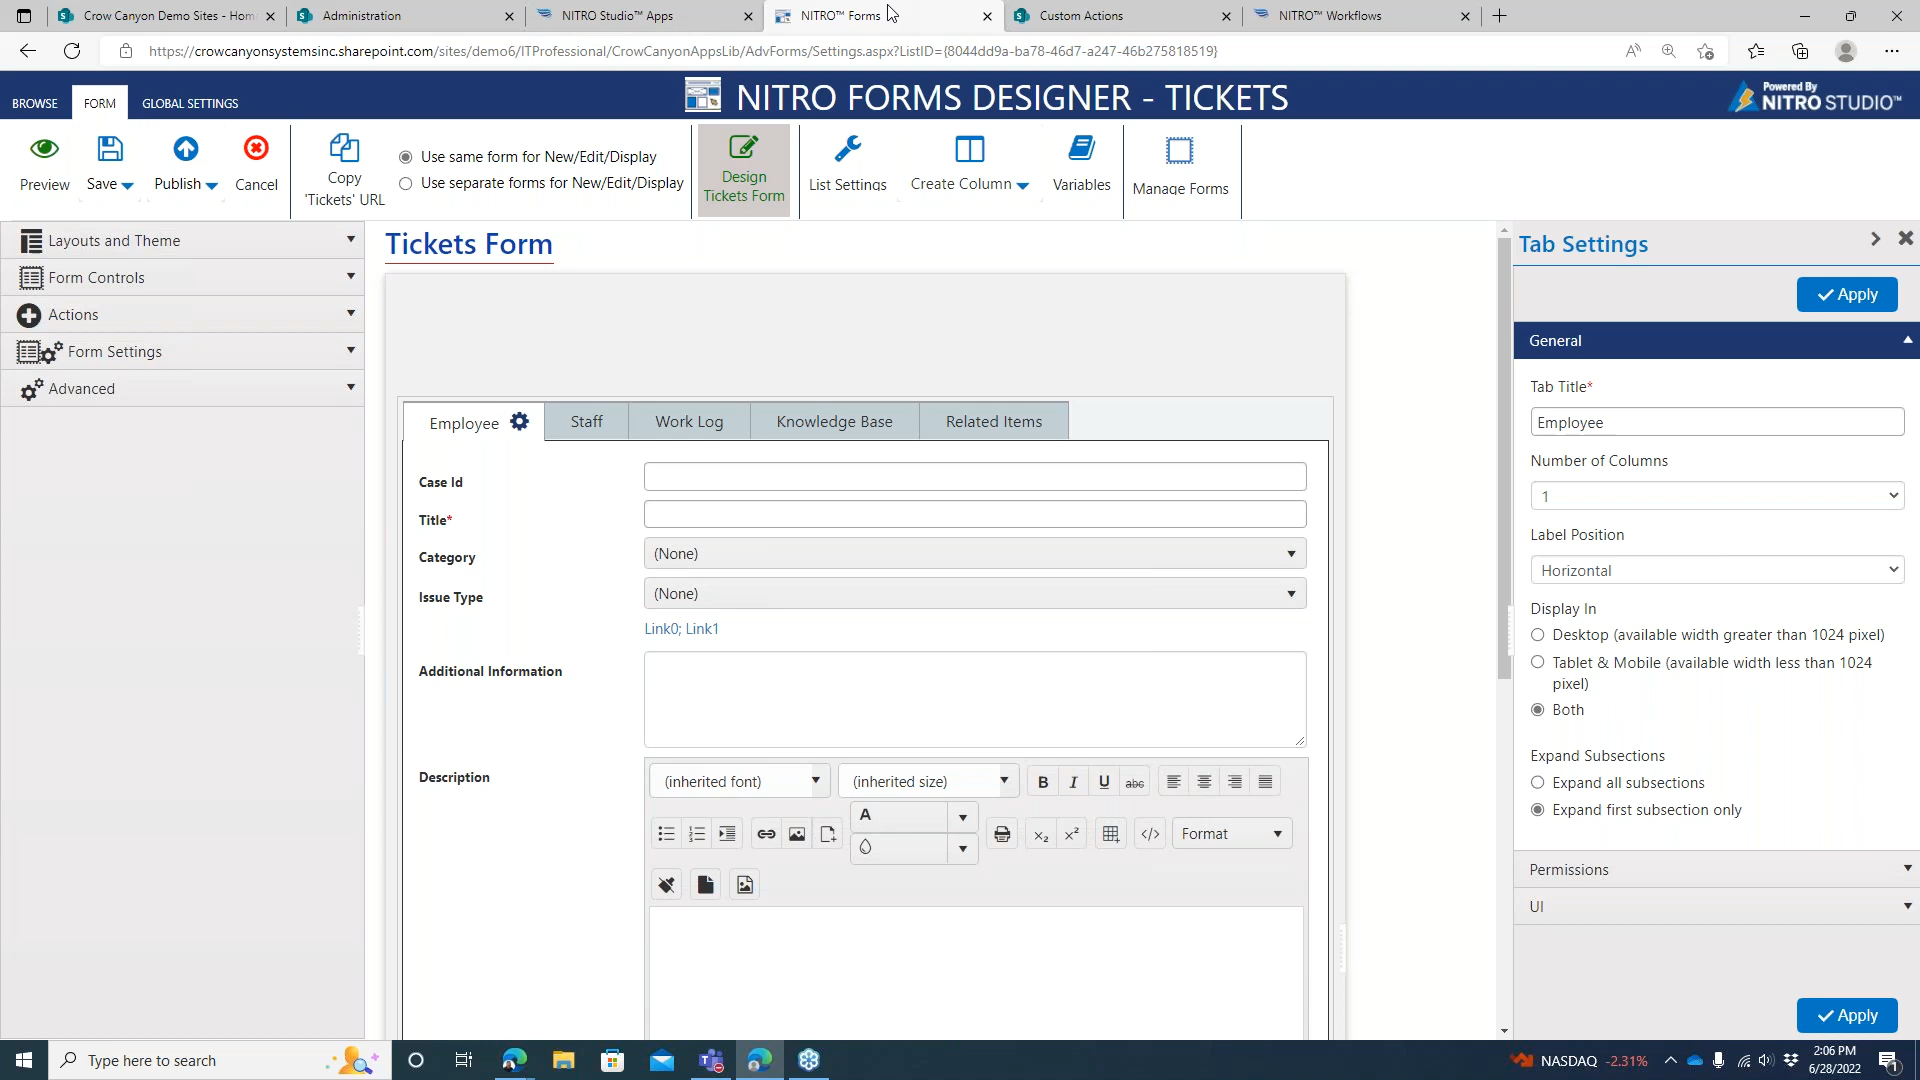 Crow Canyon Demo Sites - Hom
Administration
NITRO Studio™ Apps
NITRO™ Forms
Custom Actions
NITRO™ Workflows
https://crowcanyonsystemsinc.sharepoint.com/sites/demo6/ITProfessional/CrowCanyonAppsLib/AdvForms/Settings.aspx?ListID={8044dd9a-ba78-46d7-a247-46b275818519}
BROWSE
FORM
GLOBAL SETTINGS
NITRO FORMS DESIGNER - TICKETS
Powered By
NITRO STUDIO™
Preview
Save
Publish
Cancel
Copy
'Tickets' URL
Use same form for New/Edit/Display
Use separate forms for New/Edit/Display
Design
Tickets Form
List Settings
Create Column
Variables
Manage Forms
Layouts and Theme
Form Controls
Actions
Form Settings
Advanced
Tickets Form
Employee
Staff
Work Log
Knowledge Base
Related Items
Case Id
Title*
Category
(None)
Issue Type
(None)
Link0; Link1
Additional Information
Description
(inherited font)
(inherited size)
B
I
U
abc
A
Format
Tab Settings
Apply
General
Tab Title*
Employee
Number of Columns
1
Label Position
Horizontal
Display In
Desktop (available width greater than 1024 pixel)
Tablet & Mobile (available width less than 1024
pixel)
Both
Expand Subsections
Expand all subsections
Expand first subsection only
Permissions
UI
Apply
Type here to search
NASDAQ -2.31%
2:06 PM
6/28/2022
1